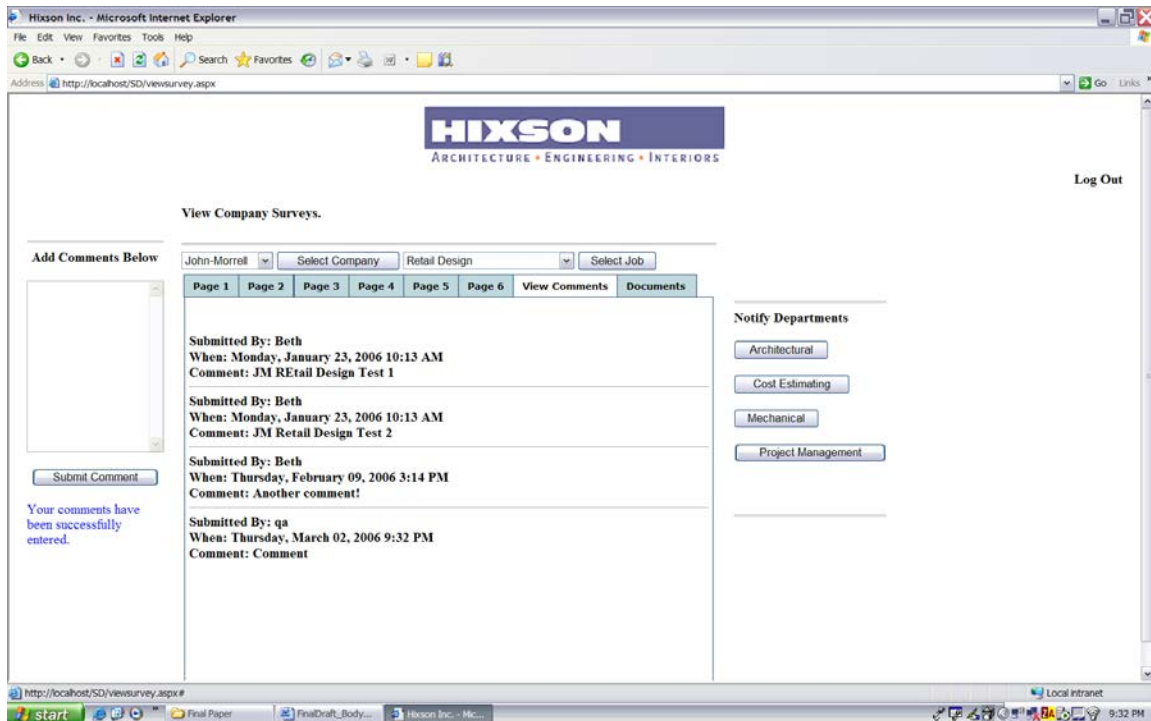 Hixson Inc. - Microsoft Internet Explorer
File Edit View Favorites Tools Help
Back Search Favorites
Address http://localhost/SD/viewsurvey.aspx Go Links
HIXSON
ARCHITECTURE • ENGINEERING • INTERIORS
Log Out
View Company Surveys.
Add Comments Below
John-Morrell Select Company Retail Design Select Job
Page 1 Page 2 Page 3 Page 4 Page 5 Page 6 View Comments Documents
Submitted By: Beth
When: Monday, January 23, 2006 10:13 AM
Comment: JM REtail Design Test 1
Submitted By: Beth
When: Monday, January 23, 2006 10:13 AM
Comment: JM Retail Design Test 2
Submitted By: Beth
When: Thursday, February 09, 2006 3:14 PM
Comment: Another comment!
Submitted By: qa
When: Thursday, March 02, 2006 9:32 PM
Comment: Comment
Submit Comment
Your comments have
been successfully
entered.
Notify Departments
Architectural
Cost Estimating
Mechanical
Project Management
http://localhost/SD/viewsurvey.aspx# Local intranet
start Final Paper FinalDraft_Body... Hixson Inc. - Mic... 9:32 PM